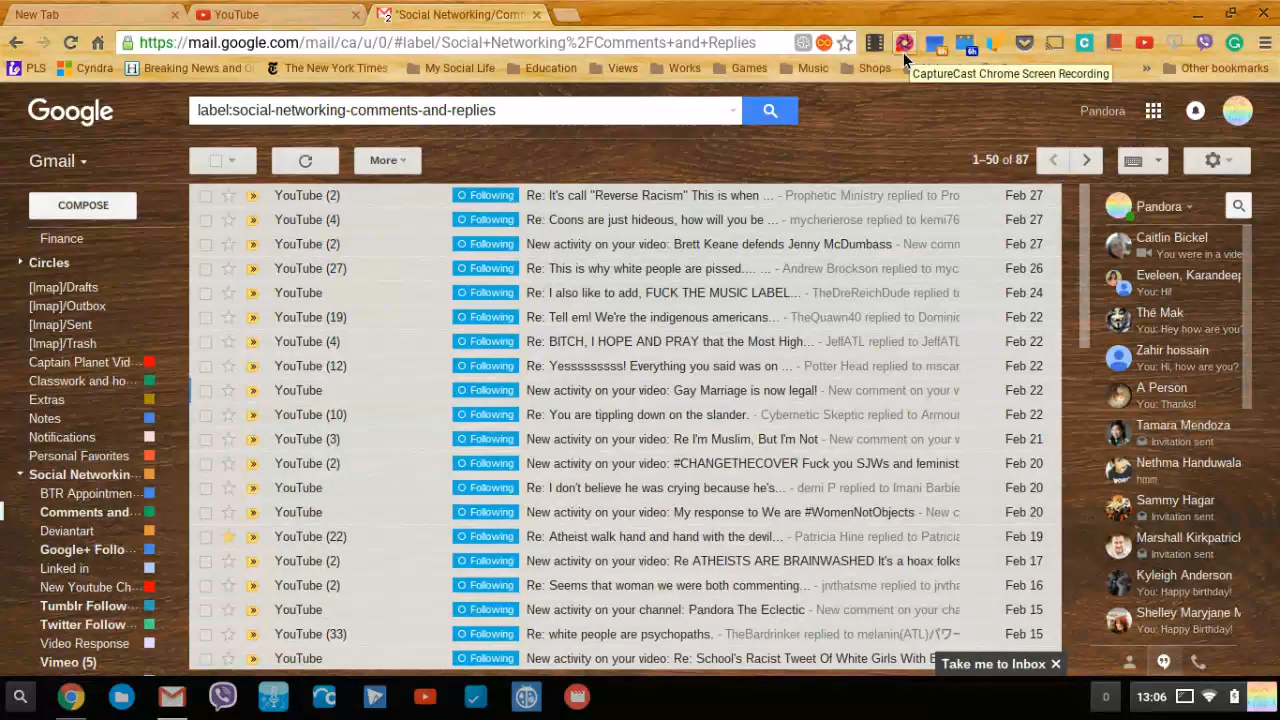 New Tab × YouTube × "Social Networking/Comm ×
https://mail.google.com/mail/ca/u/0/#label/Social+Networking%2FComments+and+Replies
PLS Cyndra Breaking News and O The New York Times My Social Life Education Views Works Games Music Shops » Other bookmarks
CaptureCast Chrome Screen Recording
Google label:social-networking-comments-and-replies Pandora
Gmail More 1–50 of 87
COMPOSE
Finance
Circles
[Imap]/Drafts
[Imap]/Outbox
[Imap]/Sent
[Imap]/Trash
Captain Planet Vid...
Classwork and ho...
Extras
Notes
Notifications
Personal Favorites
Social Networkin...
BTR Appointmen...
Comments and...
Deviantart
Google+ Follo...
Linked in
New Youtube Ch...
Tumblr Follow...
Twitter Follow...
Video Response
Vimeo (5)
YouTube (2) Following Re: It's call "Reverse Racism" This is when ... - Prophetic Ministry replied to Pro Feb 27
YouTube (4) Following Re: Coons are just hideous, how will you be ... - mycherierose replied to kemi76 Feb 27
YouTube (2) Following New activity on your video: Brett Keane defends Jenny McDumbass - New comm Feb 27
YouTube (27) Following Re: This is why white people are pissed.... ... - Andrew Brockson replied to myc Feb 26
YouTube Following Re: I also like to add, FUCK THE MUSIC LABEL... - TheDreReichDude replied to Feb 24
YouTube (19) Following Re: Tell em! We're the indigenous americans... - TheQuawn40 replied to Dominic Feb 22
YouTube (4) Following Re: BITCH, I HOPE AND PRAY that the Most High... - JeffATL replied to JeffATL Feb 22
YouTube (12) Following Re: Yesssssssss! Everything you said was on ... - Potter Head replied to mscar Feb 22
YouTube Following New activity on your video: Gay Marriage is now legal! - New comment on your v Feb 22
YouTube (10) Following Re: You are tippling down on the slander. - Cybernetic Skeptic replied to Armour Feb 22
YouTube (3) Following New activity on your video: Re I'm Muslim, But I'm Not - New comment on your v Feb 21
YouTube (2) Following New activity on your video: #CHANGETHECOVER Fuck you SJWs and feminist Feb 20
YouTube Following Re: I don't believe he was crying because he's... - demi P replied to Imani Barbie Feb 20
YouTube Following New activity on your video: My response to We are #WomenNotObjects - New c Feb 20
YouTube (22) Following Re: Atheist walk hand and hand with the devil... - Patricia Hine replied to Patricia Feb 19
YouTube (2) Following New activity on your video: Re ATHEISTS ARE BRAINWASHED It's a hoax folks Feb 17
YouTube (2) Following Re: Seems that woman we were both commenting... - jrvthatsme replied to jrvtha Feb 16
YouTube Following New activity on your channel: Pandora The Eclectic - New comment on your cha Feb 15
YouTube (33) Following Re: white people are psychopaths. - TheBardrinker replied to melanin(ATL)パワー Feb 15
YouTube Following New activity on your video: Re: School's Racist Tweet Of White Girls With B
Take me to Inbox ×
Pandora
Caitlin Bickel
You were in a vide
Eveleen, Karandeep
You: Hi!
The Mak
You: Hey how are you?
Zahir hossain
You: Hi, how are you?
A Person
You: Thanks!
Tamara Mendoza
Invitation sent
Nethma Handuwala
hmm
Sammy Hagar
Invitation sent
Marshall Kirkpatrick
Invitation sent
Kyleigh Anderson
You: Happy birthday!
Shelley Maryjane M
You: Happy Birthday!
0 13:06